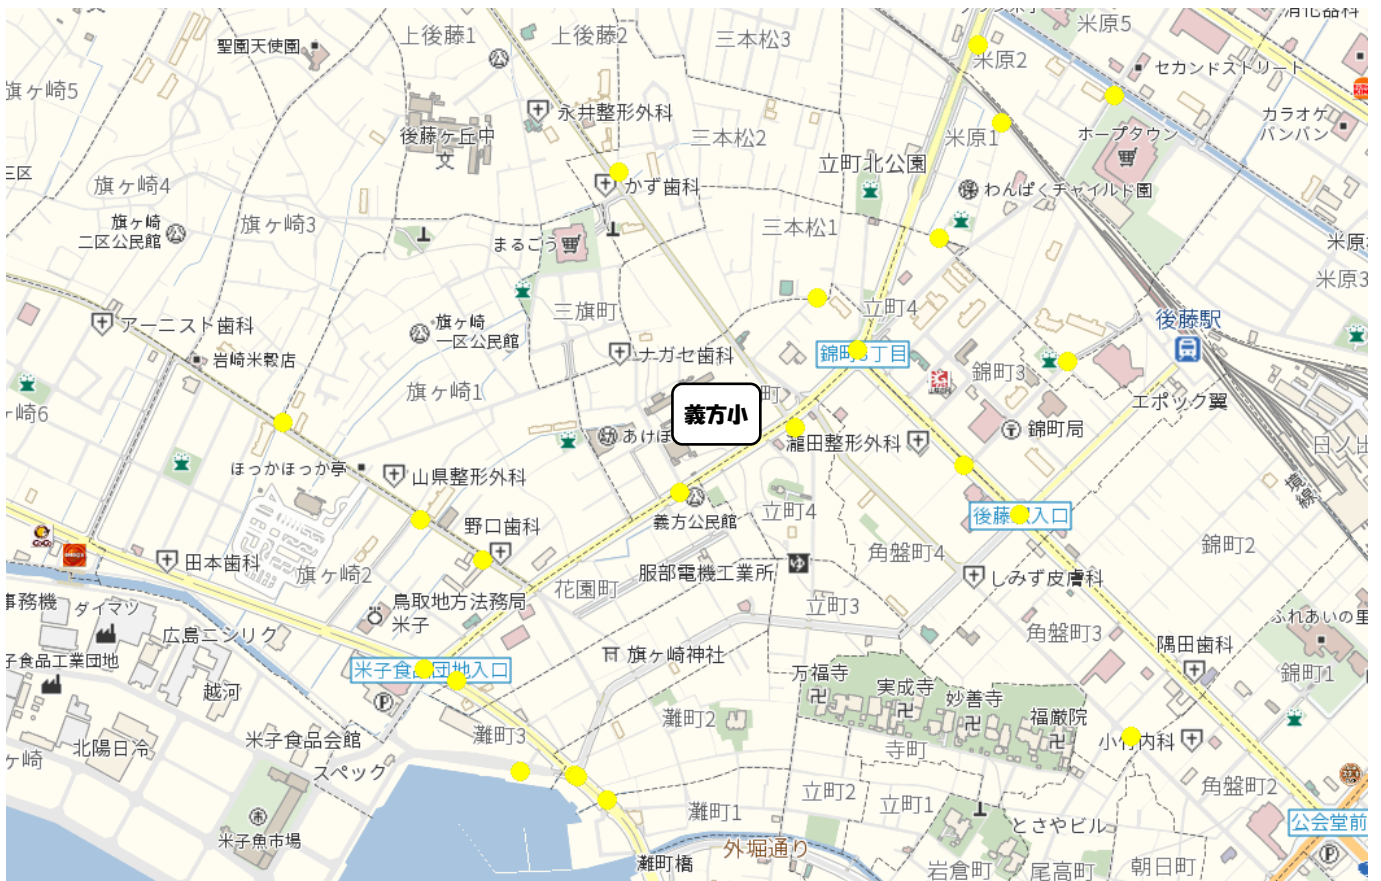 上後藤1
上後藤2
三本松3
米原5
消化器科
聖園天使園
米原2
セカンドストリート
旗ヶ崎5
永井整形外科
カラオケ
バンバン
後藤ヶ丘中
文
三本松2
米原1
ホープタウン
立町北公園
旗ヶ崎4
かず歯科
わんぱくチャイルド園
旗ヶ崎
二区公民館
旗ヶ崎3
まるごう
三本松1
米原3
三旗町
立町4
後藤駅
アーニスト歯科
旗ヶ崎
一区公民館
岩崎米穀店
ナガセ歯科
錦町3
旗ヶ崎1
エポック翼
義方小
錦町局
瀧田整形外科
ほっかほっか亭
山県整形外科
境線
義方公民館
立町4
野口歯科
角盤町4
錦町2
田本歯科
旗ヶ崎2
花園町
服部電機工業所
ゆ
しみず皮膚科
事務機
ダイマツ
鳥取地方法務局
米子
立町3
角盤町3
ふれあいの里
広島ニシリク
隅田歯科
子食品工業団地
旗ヶ崎神社
万福寺
錦町1
越河
実成寺
妙善寺
福厳院
灘町2
北陽日冷
米子食品会館
灘町3
寺町
スペック
角盤町2
立町2
立町1
灘町1
公会堂前
とさやビル
米子魚市場
外堀通り
灘町橋
岩倉町
尾高町
朝日町